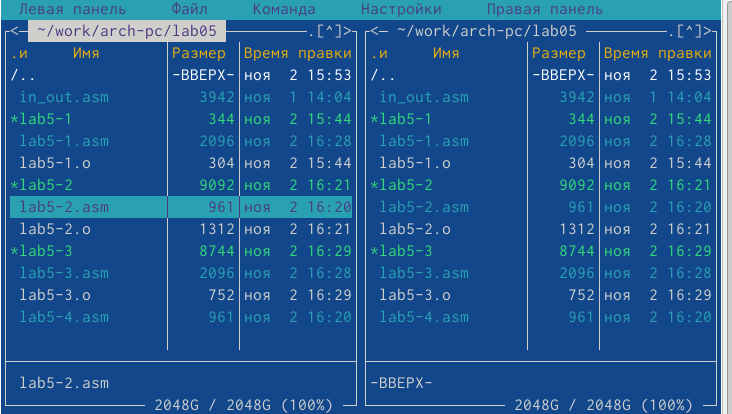 Левая панель Файл Команда Настройки Правая панель
<─ ~/work/arch-pc/lab05 ─.[^]> <─ ~/work/arch-pc/lab05 ─.[^]>
.и Имя Размер Время правки .и Имя Размер Время правки
/.. -ВВЕРХ- ноя 2 15:53 /.. -ВВЕРХ- ноя 2 15:53
in_out.asm 3942 ноя 1 14:04 in_out.asm 3942 ноя 1 14:04
*lab5-1 344 ноя 2 15:44 *lab5-1 344 ноя 2 15:44
lab5-1.asm 2096 ноя 2 16:28 lab5-1.asm 2096 ноя 2 16:28
lab5-1.o 304 ноя 2 15:44 lab5-1.o 304 ноя 2 15:44
*lab5-2 9092 ноя 2 16:21 *lab5-2 9092 ноя 2 16:21
lab5-2.asm 961 ноя 2 16:20 lab5-2.asm 961 ноя 2 16:20
lab5-2.o 1312 ноя 2 16:21 lab5-2.o 1312 ноя 2 16:21
*lab5-3 8744 ноя 2 16:29 *lab5-3 8744 ноя 2 16:29
lab5-3.asm 2096 ноя 2 16:28 lab5-3.asm 2096 ноя 2 16:28
lab5-3.o 752 ноя 2 16:29 lab5-3.o 752 ноя 2 16:29
lab5-4.asm 961 ноя 2 16:20 lab5-4.asm 961 ноя 2 16:20
lab5-2.asm -ВВЕРХ-
2048G / 2048G (100%) 2048G / 2048G (100%)